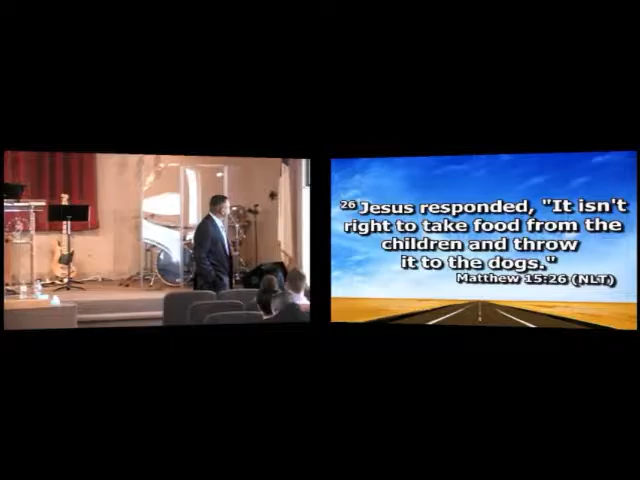 26 Jesus responded, "It isn't
right to take food from the
children and throw
it to the dogs."
Matthew 15:26 (NLT)